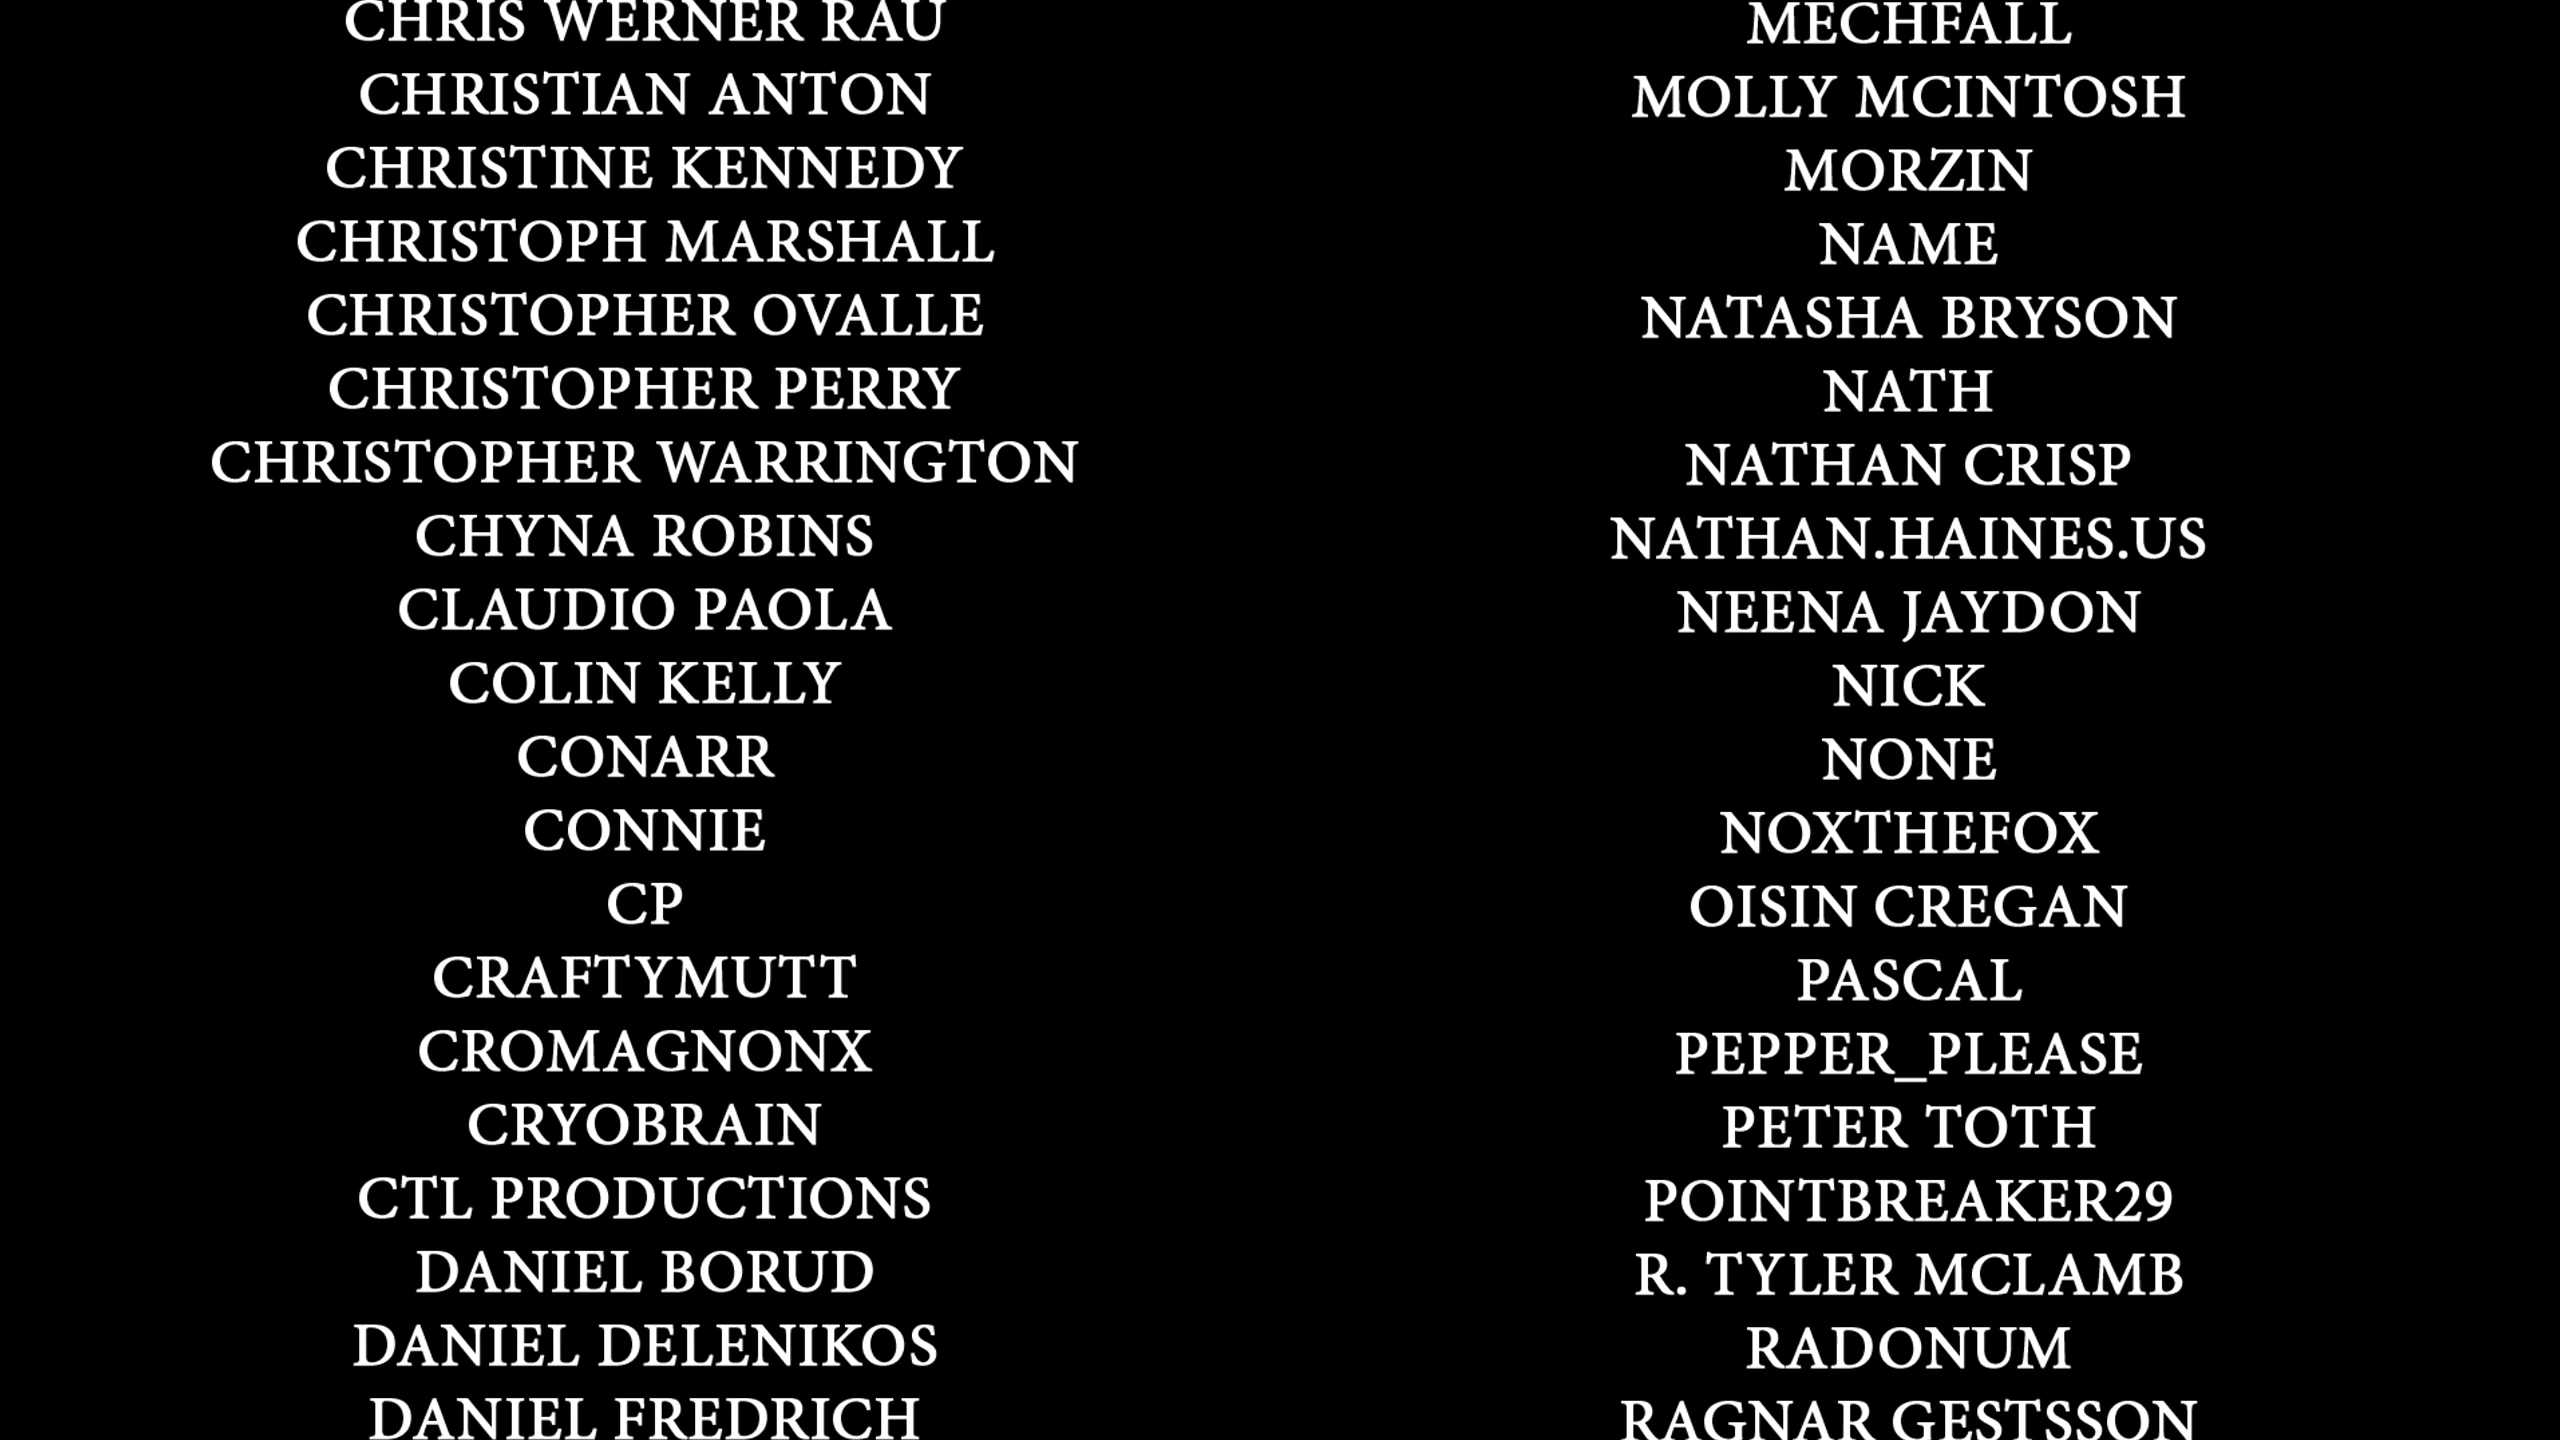 CHRIS WERNER RAU
CHRISTIAN ANTON
CHRISTINE KENNEDY
CHRISTOPH MARSHALL
CHRISTOPHER OVALLE
CHRISTOPHER PERRY
CHRISTOPHER WARRINGTON
CHYNA ROBINS
CLAUDIO PAOLA
COLIN KELLY
CONARR
CONNIE
CP
CRAFTYMUTT
CROMAGNONX
CRYOBRAIN
CTL PRODUCTIONS
DANIEL BORUD
DANIEL DELENIKOS
DANIEL FREDRICH
MECHFALL
MOLLY MCINTOSH
MORZIN
NAME
NATASHA BRYSON
NATH
NATHAN CRISP
NATHAN.HAINES.US
NEENA JAYDON
NICK
NONE
NOXTHEFOX
OISIN CREGAN
PASCAL
PEPPER_PLEASE
PETER TOTH
POINTBREAKER29
R. TYLER MCLAMB
RADONUM
RAGNAR GESTSSON